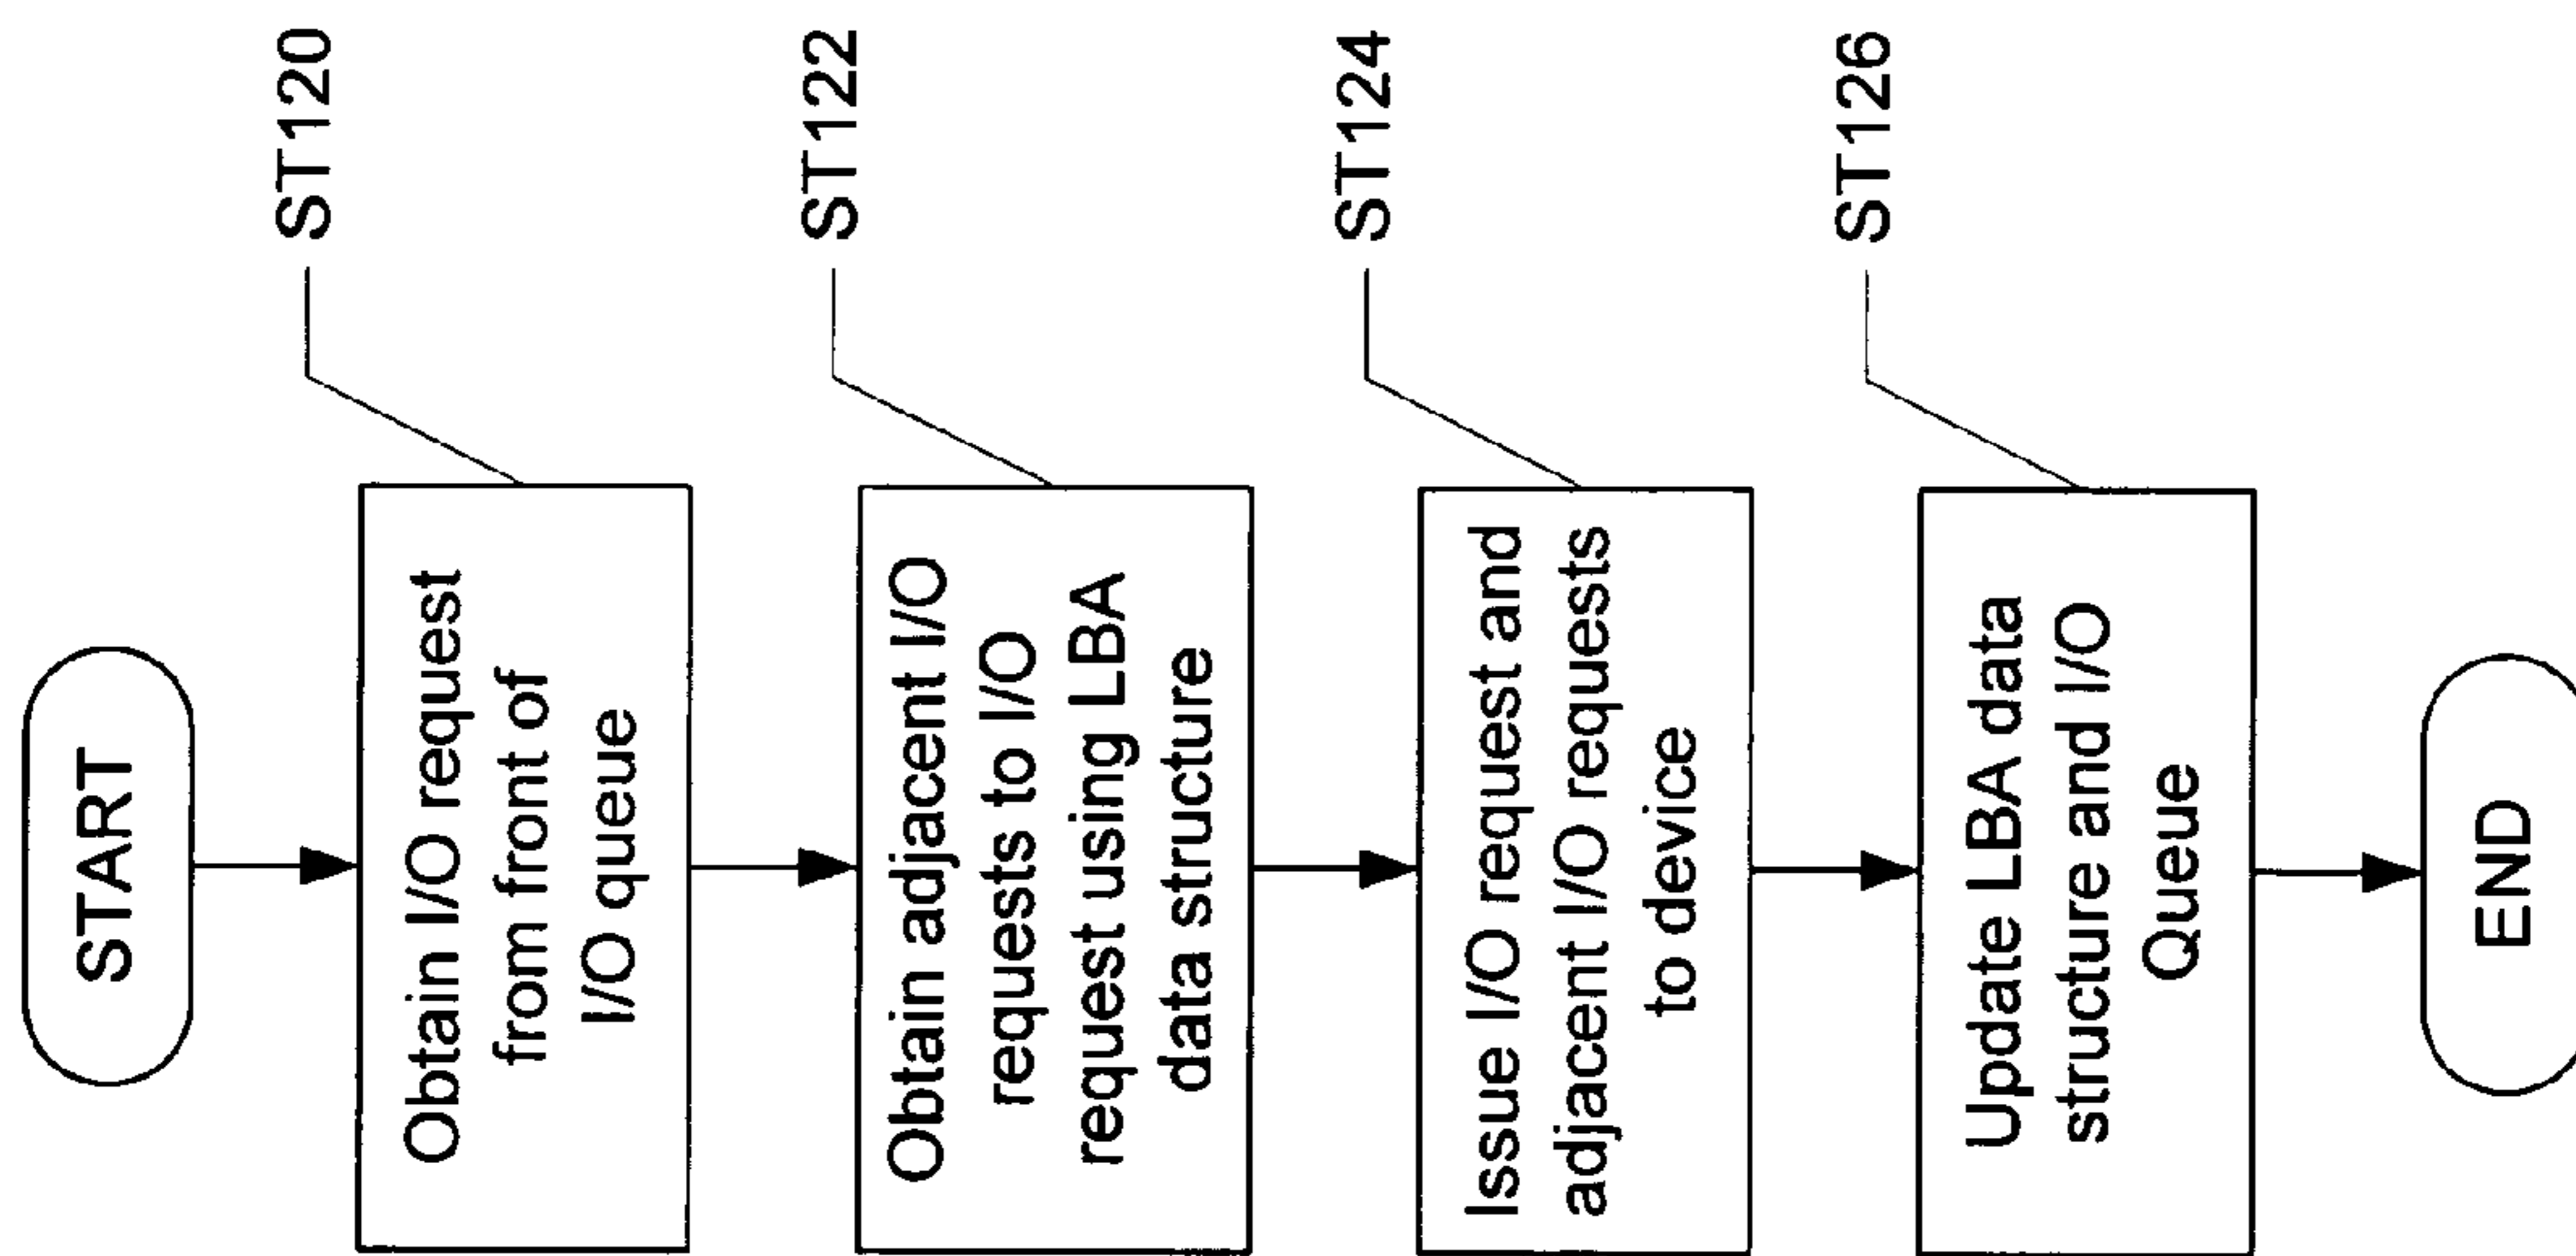 START
Obtain I/O request
from front of
I/O queue
ST120
Obtain adjacent I/O
requests to I/O
request using LBA
data structure
ST122
Issue I/O request and
adjacent I/O requests
to device
ST124
Update LBA data
structure and I/O
Queue
ST126
END